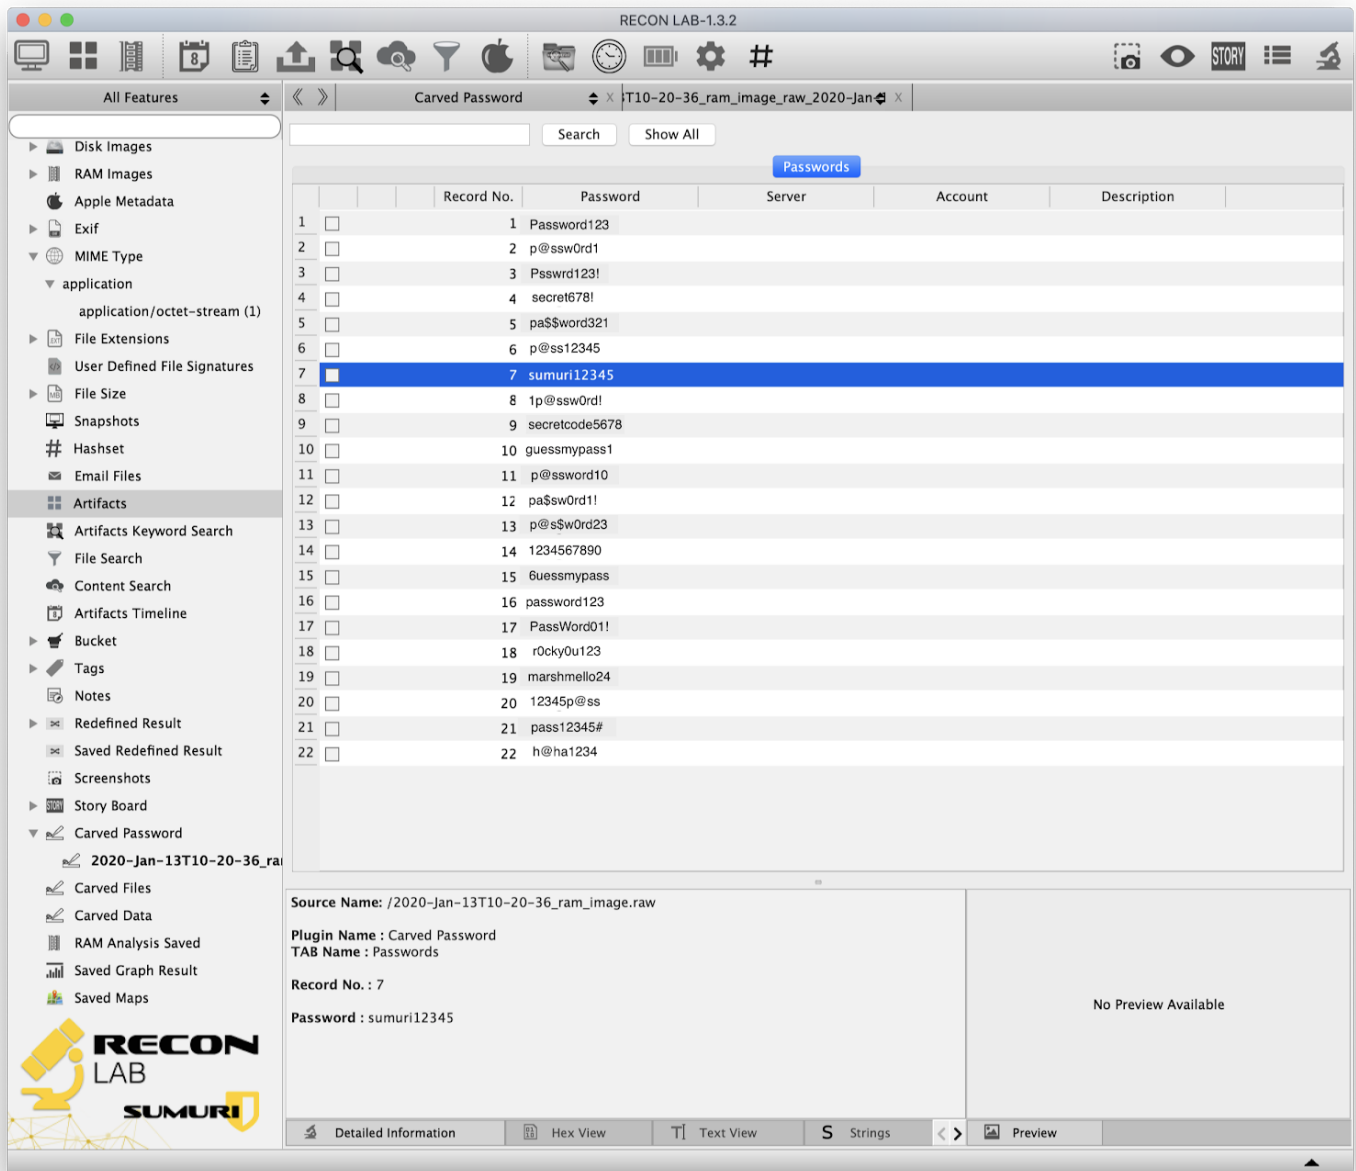 RECON LAB-1.3.2
8
STORY
All Features
Carved Password
X
T10-20-36_ram_image_raw_2020-Jan-
X
Search
Show All
Disk Images
RAM Images
Apple Metadata
Exif
MIME Type
application
application/octet-stream (1)
File Extensions
User Defined File Signatures
File Size
Snapshots
Hashset
Email Files
Artifacts
Artifacts Keyword Search
File Search
Content Search
Artifacts Timeline
Bucket
Tags
Notes
Redefined Result
Saved Redefined Result
Screenshots
Story Board
Carved Password
2020-Jan-13T10-20-36_ra
Carved Files
Carved Data
RAM Analysis Saved
Saved Graph Result
Saved Maps
RECON
LAB
SUMURI
Passwords
Record No. Password Server Account Description
1 1 Password123
2 2 p@ssw0rd1
3 3 Psswrd123!
4 4 secret678!
5 5 pa$$word321
6 6 p@ss12345
7 7 sumuri12345
8 8 1p@ssw0rd!
9 9 secretcode5678
10 10 guessmypass1
11 11 p@ssword10
12 12 pa$sw0rd1!
13 13 p@s$w0rd23
14 14 1234567890
15 15 6uessmypass
16 16 password123
17 17 PassWord01!
18 18 r0cky0u123
19 19 marshmello24
20 20 12345p@ss
21 21 pass12345#
22 22 h@ha1234
Source Name: /2020-Jan-13T10-20-36_ram_image.raw
Plugin Name : Carved Password
TAB Name : Passwords
Record No. : 7
Password : sumuri12345
No Preview Available
Detailed Information
Hex View
Text View
S Strings
Preview